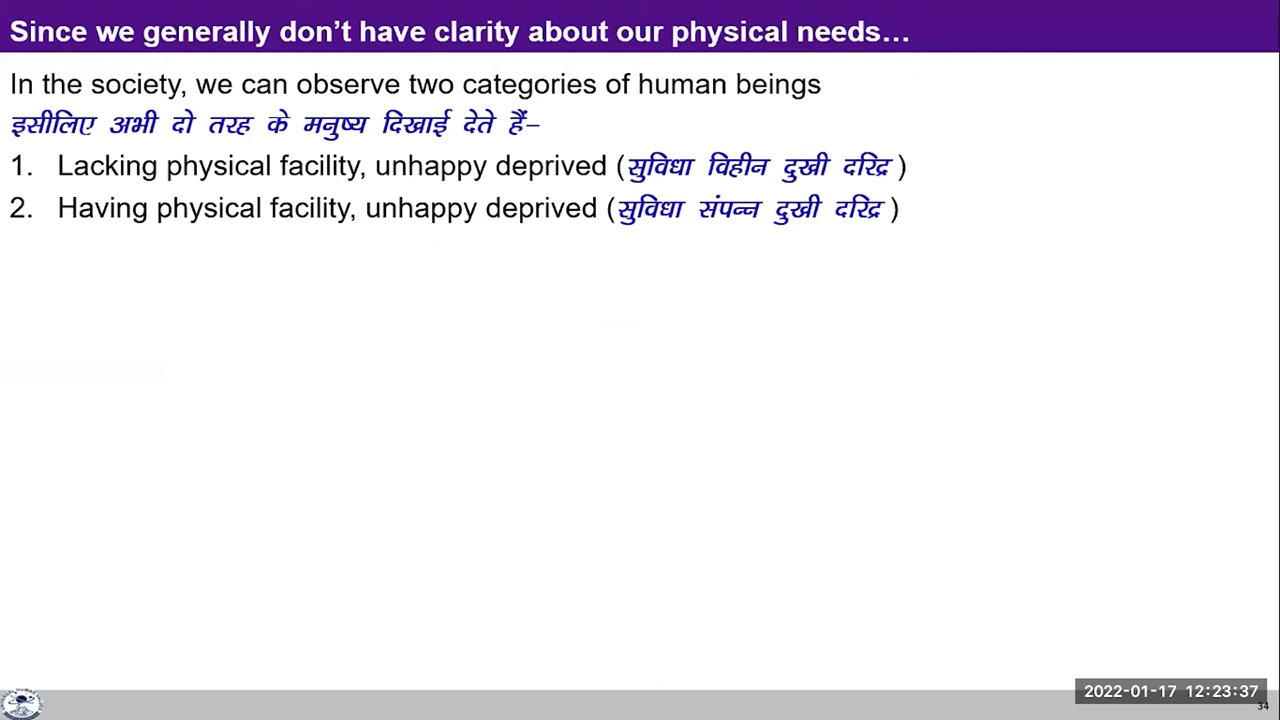 Since we generally don't have clarity about our physical needs…
In the society, we can observe two categories of human beings
इसीलिए अभी दो तरह के मनुष्य दिखाई देते हैं–
1. Lacking physical facility, unhappy deprived (सुविधा विहीन दुखी दरिद्र )
2. Having physical facility, unhappy deprived (सुविधा संपन्न दुखी दरिद्र )
2022-01-17 12:23:37
34